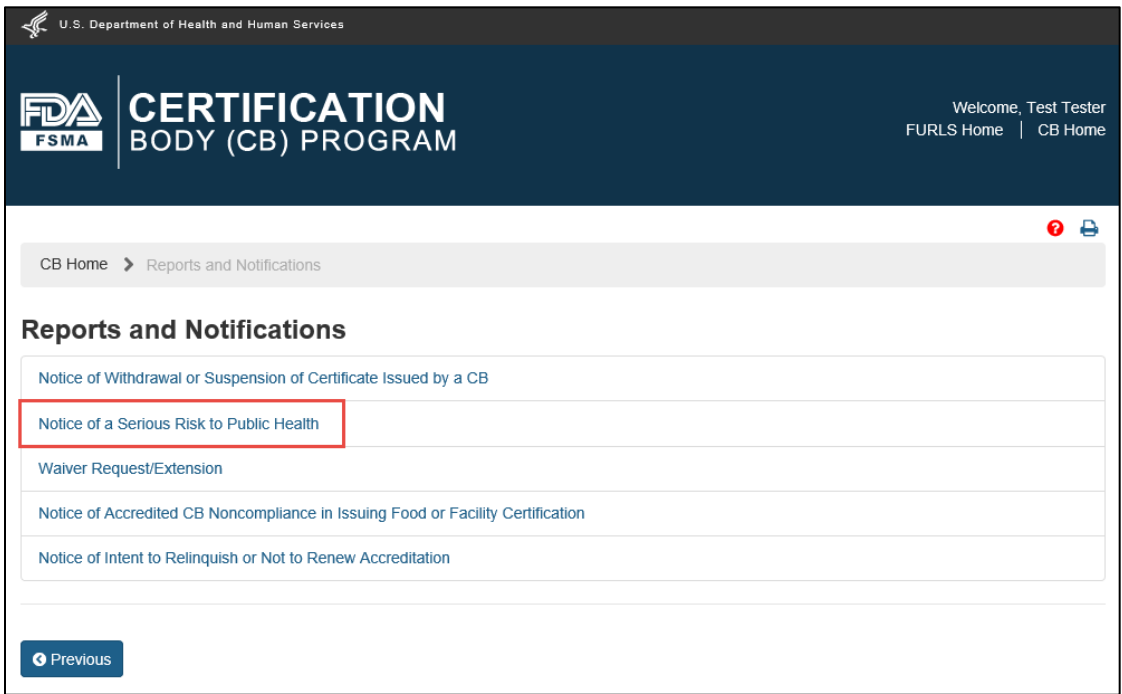 U.S. Department of Health and Human Services
FDA
FSMA
CERTIFICATION
BODY (CB) PROGRAM
Welcome, Test Tester
FURLS Home | CB Home
?
CB Home > Reports and Notifications
Reports and Notifications
Notice of Withdrawal or Suspension of Certificate Issued by a CB
Notice of a Serious Risk to Public Health
Waiver Request/Extension
Notice of Accredited CB Noncompliance in Issuing Food or Facility Certification
Notice of Intent to Relinquish or Not to Renew Accreditation
Previous